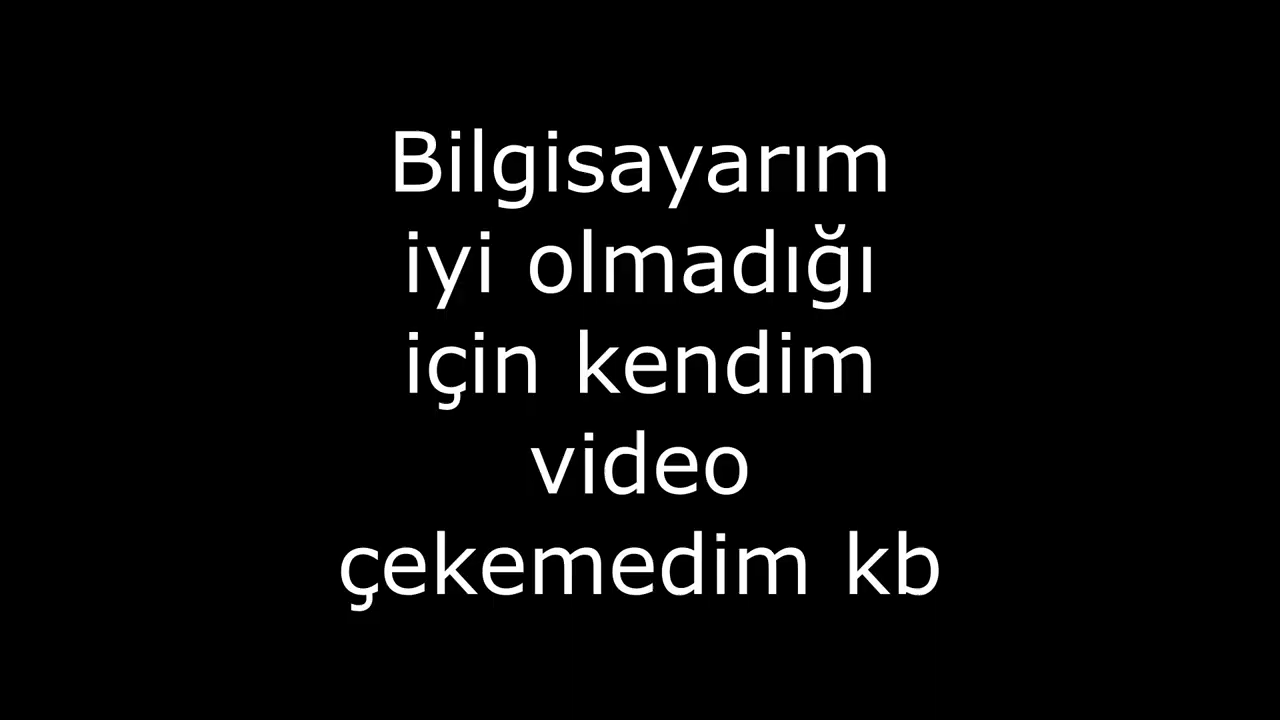 Bilgisayarım
iyi olmadığı
için kendim
video
çekemedim kb